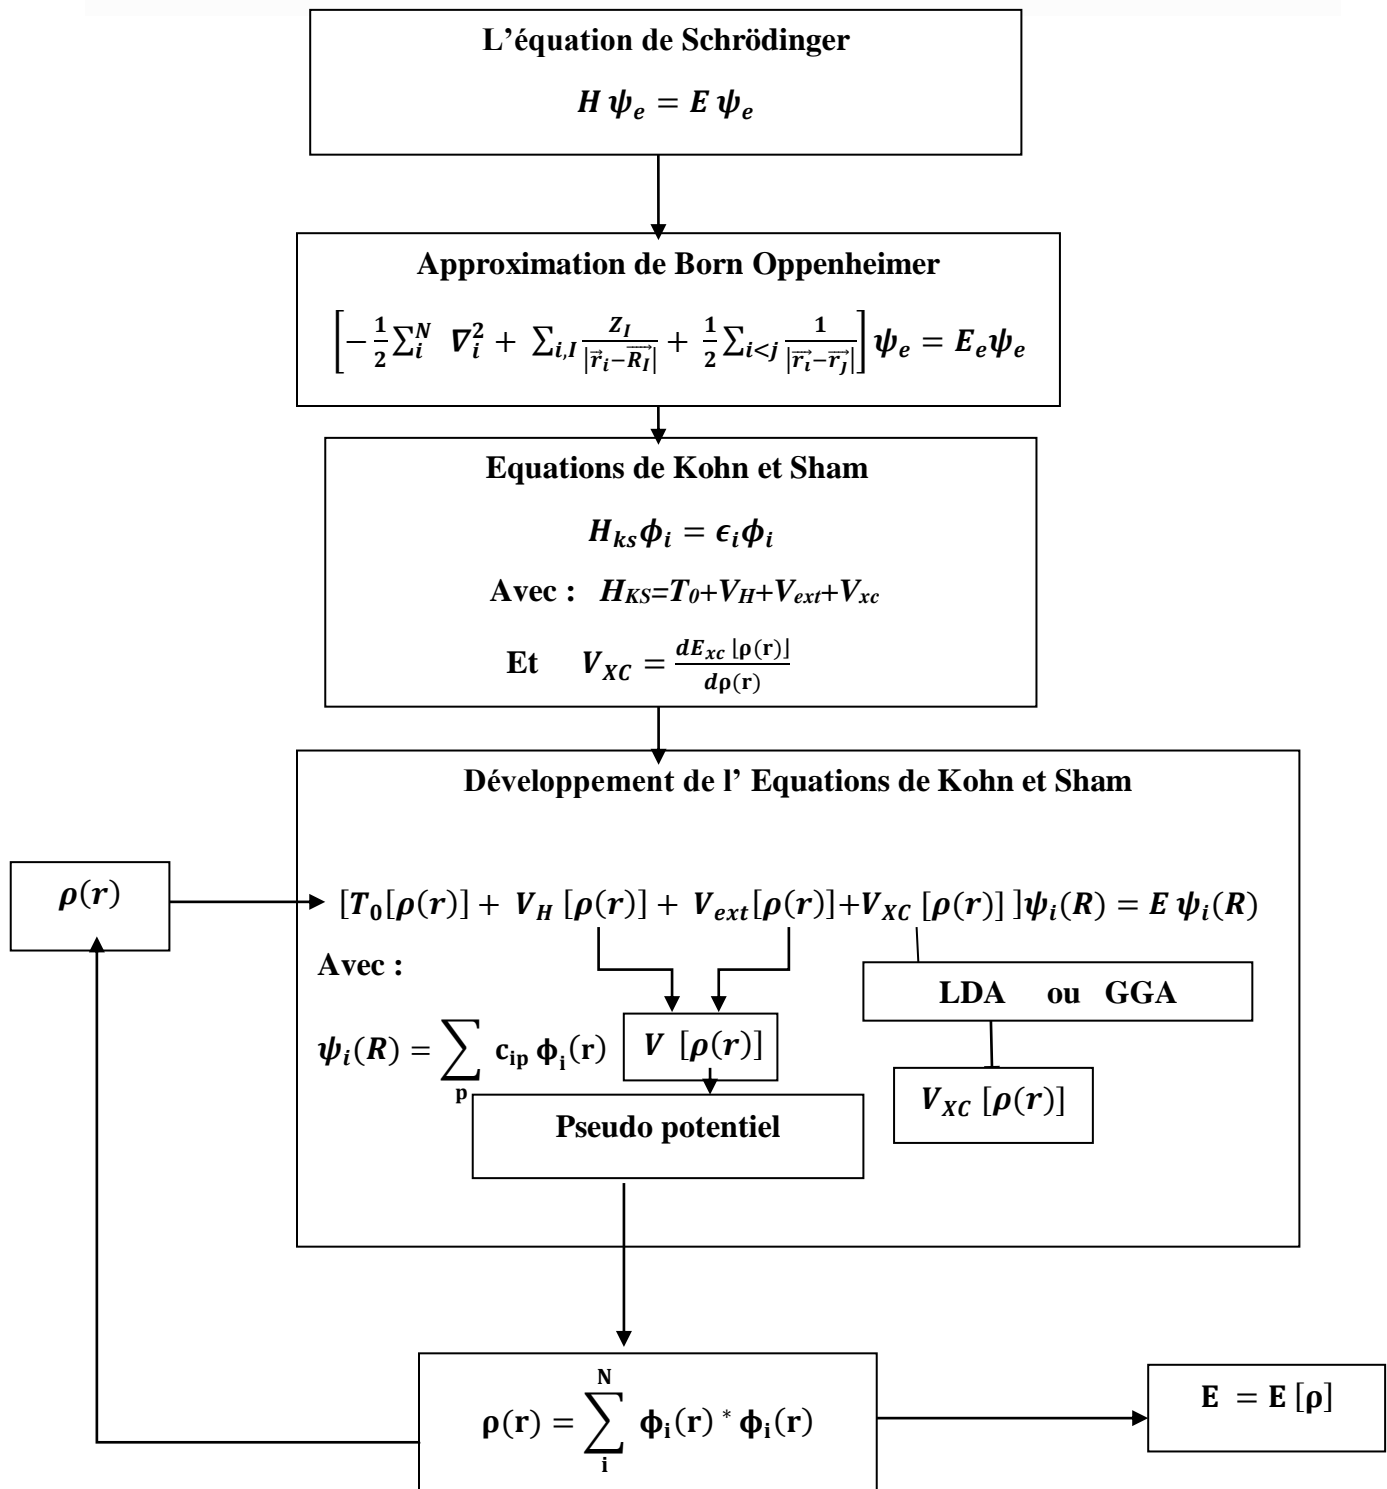 L’équation de Schrödinger
H ψ_e = E ψ_e
Approximation de Born Oppenheimer
[−1/2 ∑_i^N ∇_i^2 + ∑_{i,I} Z_I/|r⃗_i−R⃗_I| + 1/2 ∑_{i<j} 1/|r⃗_i−r⃗_j|] ψ_e = E_e ψ_e
Equations de Kohn et Sham
H_ks ϕ_i = ϵ_i ϕ_i
Avec : H_KS=T_0+V_H+V_ext+V_xc
Et V_XC = dE_xc ⌊ρ(r)⌋/dρ(r)
Développement de l’ Equations de Kohn et Sham
ρ(r)
[T_0[ρ(r)] + V_H [ρ(r)] + V_ext[ρ(r)]+V_XC [ρ(r)] ]ψ_i(R) = E ψ_i(R)
Avec :
LDA ou GGA
ψ_i(R) = ∑_p c_ip ϕ_i(r)
V [ρ(r)]
V_XC [ρ(r)]
Pseudo potentiel
ρ(r) = ∑_i^N ϕ_i(r) * ϕ_i(r)
E = E [ρ]